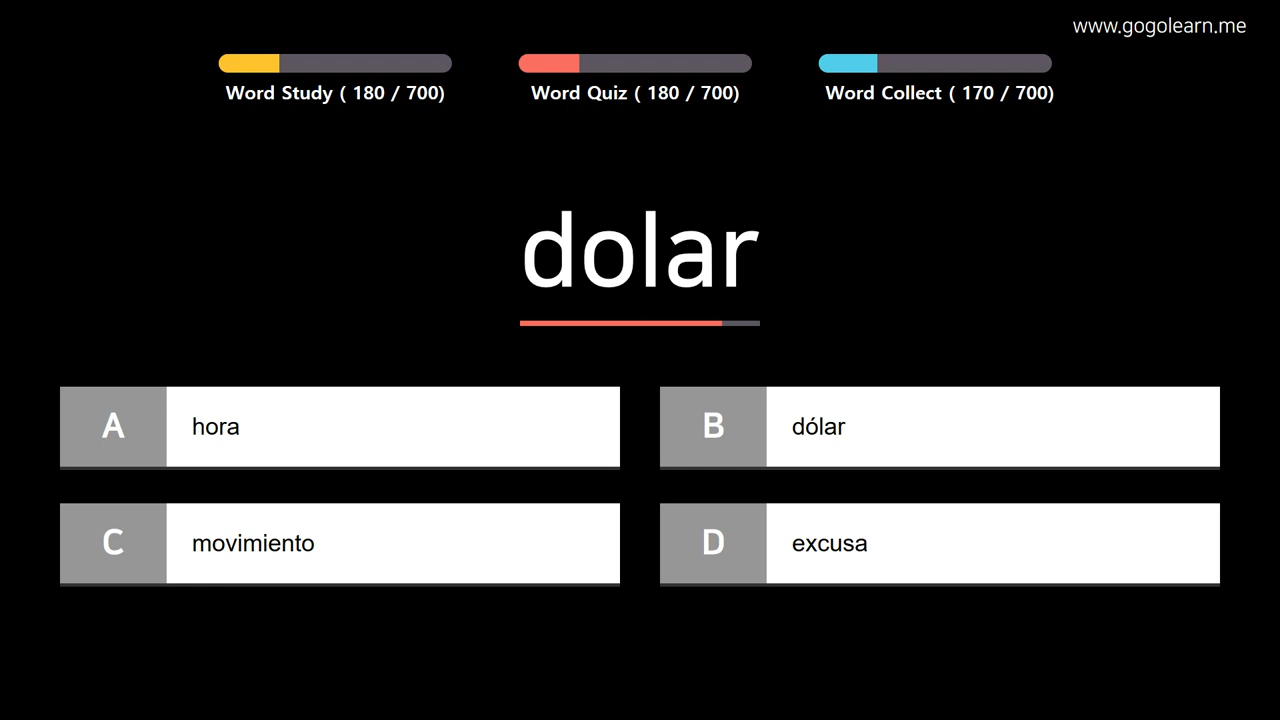 www.gogolearn.me
Word Study ( 180 / 700)
Word Quiz ( 180 / 700)
Word Collect ( 170 / 700)
dolar
A hora
B dólar
C movimiento
D excusa